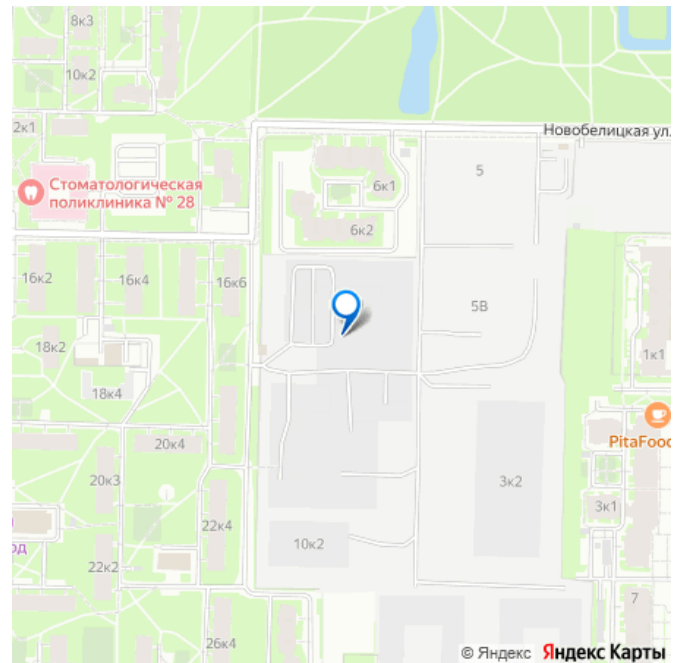 8к3
10к2
2к1
Новобелицкая ул.
Стоматологическая
поликлиника № 28
6к1
5
6к2
16к2
16к4
16к6
5В
18к2
1к1
18к4
PitaFood
20к4
20к3
3к2
3к1
22к4
10к2
од
22к2
7
26к4
© Яндекс Яндекс Карты